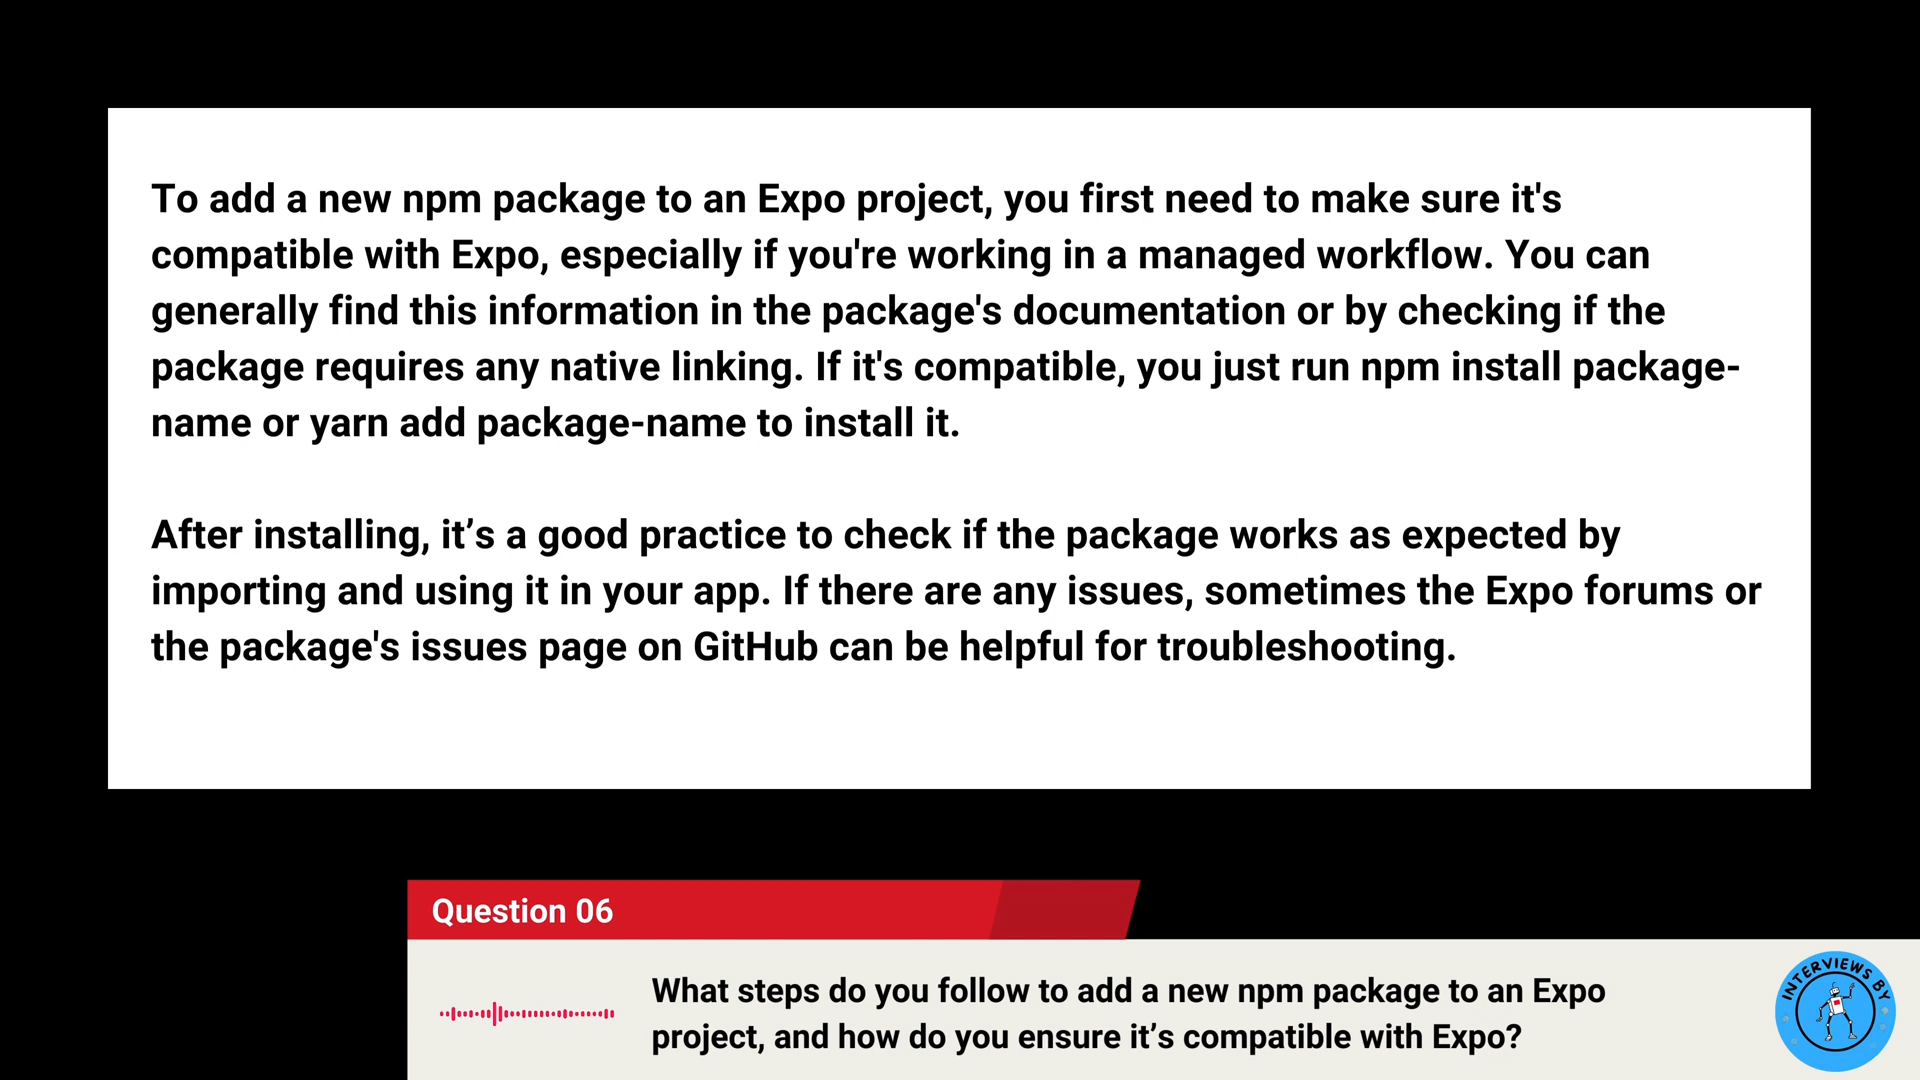 To add a new npm package to an Expo project, you first need to make sure it's
compatible with Expo, especially if you're working in a managed workflow. You can
generally find this information in the package's documentation or by checking if the
package requires any native linking. If it's compatible, you just run npm install package-
name or yarn add package-name to install it.
After installing, it’s a good practice to check if the package works as expected by
importing and using it in your app. If there are any issues, sometimes the Expo forums or
the package's issues page on GitHub can be helpful for troubleshooting.
Question 06
What steps do you follow to add a new npm package to an Expo
project, and how do you ensure it’s compatible with Expo?
INTERVIEWS BY